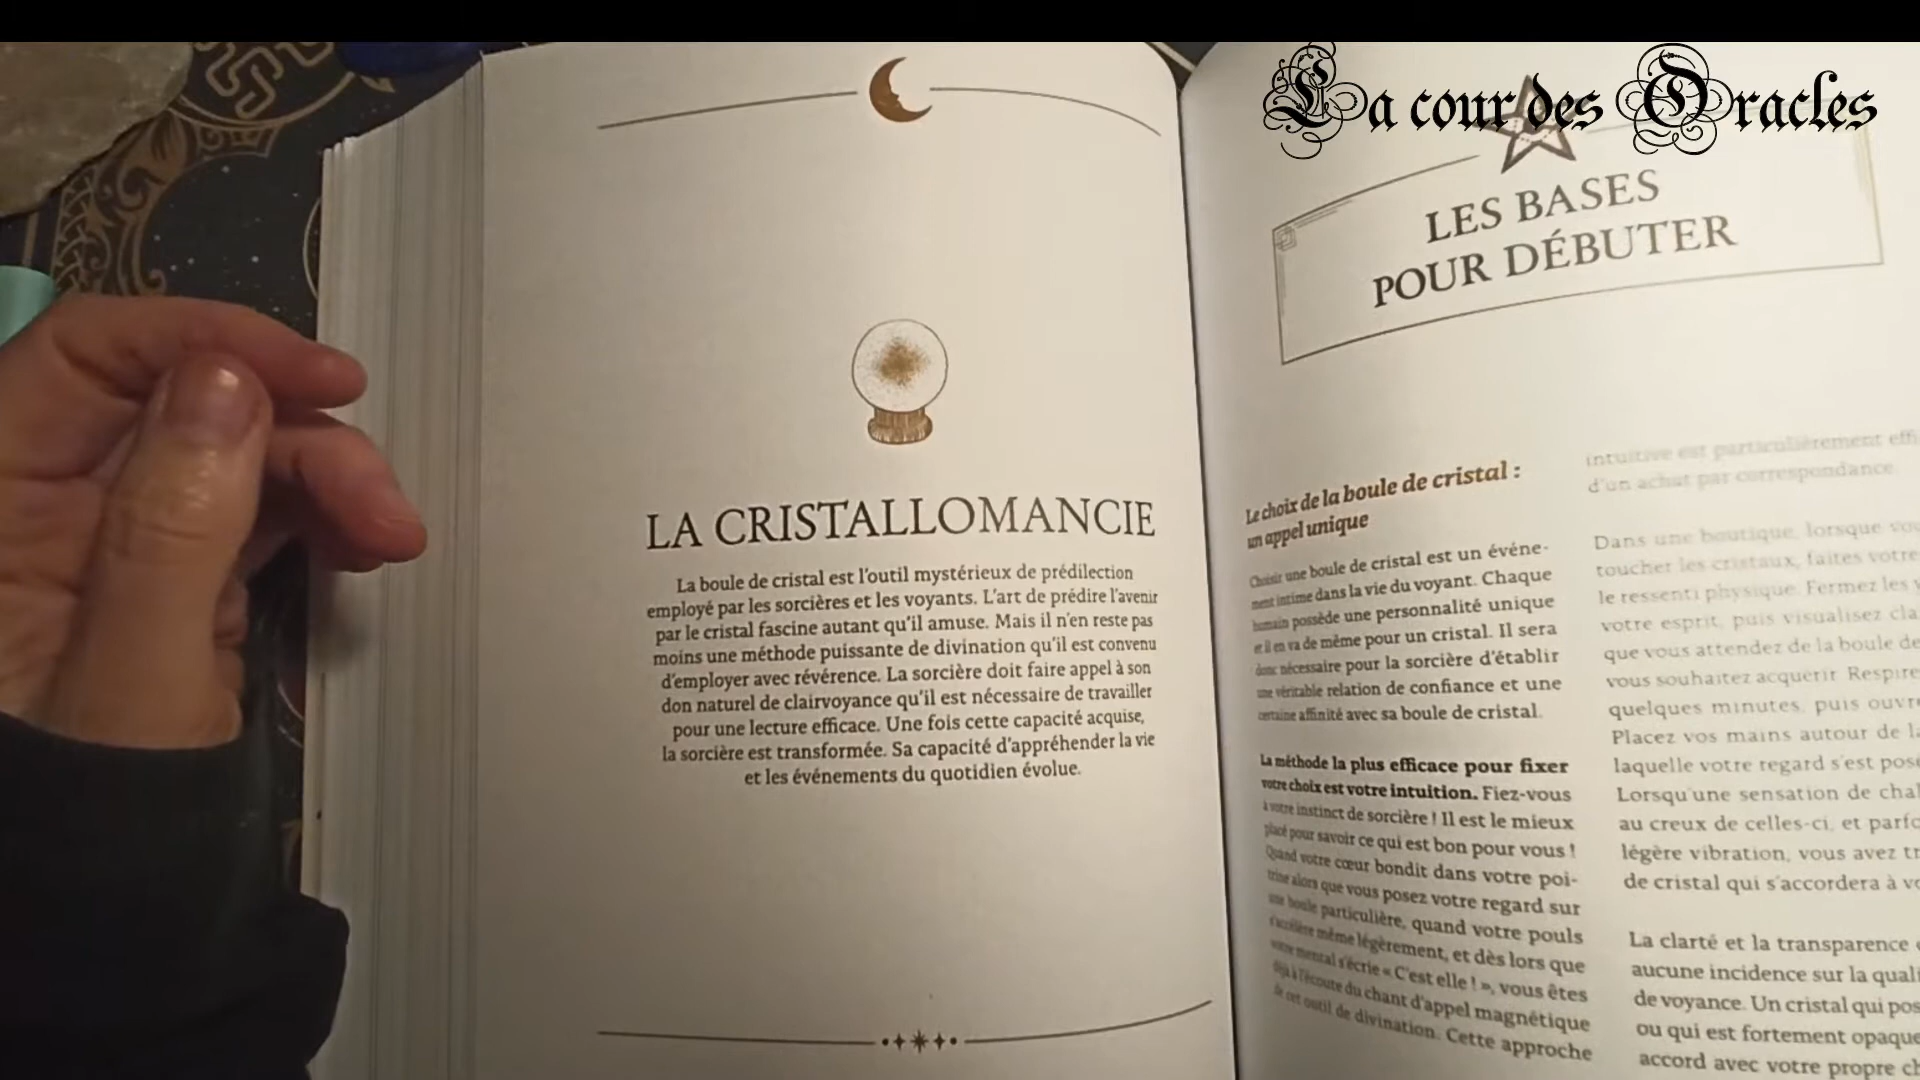 La cour des Oracles
LA CRISTALLOMANCIE
La boule de cristal est l'outil mystérieux de prédilection
employé par les sorcières et les voyants. L'art de prédire l'avenir
par le cristal fascine autant qu'il amuse. Mais il n'en reste pas
moins une méthode puissante de divination qu'il est convenu
d'employer avec révérence. La sorcière doit faire appel à son
don naturel de clairvoyance qu'il est nécessaire de travailler
pour une lecture efficace. Une fois cette capacité acquise,
la sorcière est transformée. Sa capacité d'appréhender la vie
et les événements du quotidien évolue.
LES BASES
POUR DÉBUTER
Le choix de la boule de cristal :
un appel unique
Choisir une boule de cristal est un événe-
ment intime dans la vie du voyant. Chaque
humain possède une personnalité unique
et il en va de même pour un cristal. Il sera
donc nécessaire pour la sorcière d'établir
une véritable relation de confiance et une
certaine affinité avec sa boule de cristal.
La méthode la plus efficace pour fixer
votre choix est votre intuition. Fiez-vous
à votre instinct de sorcière ! Il est le mieux
placé pour savoir ce qui est bon pour vous !
Quand votre cœur bondit dans votre poi-
trine alors que vous posez votre regard sur
une boule particulière, quand votre pouls
s'accélère même légèrement, et dès lors que
votre mental s'écrie « C'est elle ! », vous êtes
déjà à l'écoute du chant d'appel magnétique
de cet outil de divination. Cette approche
intuitive est particulièrement effi
d'un achat par correspondance.
Dans une boutique, lorsque vou
toucher les cristaux, faites votre
le ressenti physique. Fermez les y
votre esprit, puis visualisez cla
que vous attendez de la boule de
vous souhaitez acquérir. Respire
quelques minutes, puis ouvre
Placez vos mains autour de la
laquelle votre regard s'est posé
Lorsqu'une sensation de chal
au creux de celles-ci, et parfo
légère vibration, vous avez tr
de cristal qui s'accordera à vo
La clarté et la transparence
aucune incidence sur la quali
de voyance. Un cristal qui pos
ou qui est fortement opaque
accord avec votre propre ch